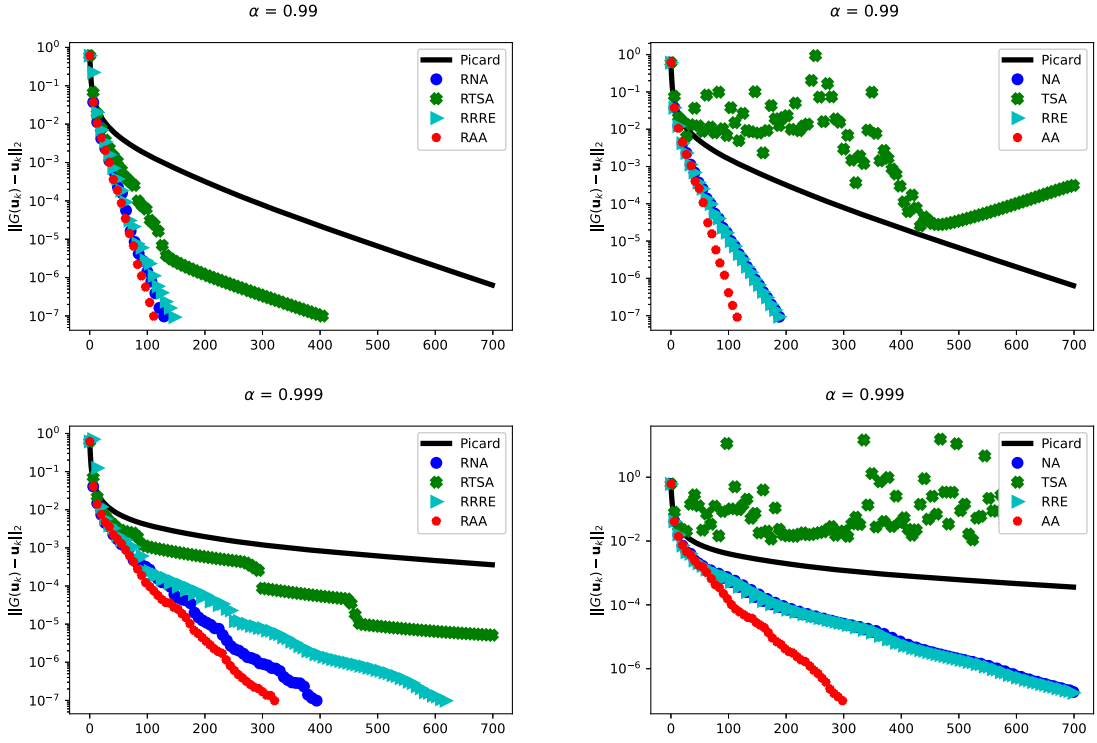 α = 0.99
||G(u_k) − u_k||_2
10^0
10^-1
10^-2
10^-3
10^-4
10^-5
10^-6
10^-7
0 100 200 300 400 500 600 700
Picard
RNA
RTSA
RRRE
RAA
α = 0.99
||G(u_k) − u_k||_2
10^0
10^-1
10^-2
10^-3
10^-4
10^-5
10^-6
10^-7
0 100 200 300 400 500 600 700
Picard
NA
TSA
RRE
AA
α = 0.999
||G(u_k) − u_k||_2
10^0
10^-1
10^-2
10^-3
10^-4
10^-5
10^-6
10^-7
0 100 200 300 400 500 600 700
Picard
RNA
RTSA
RRRE
RAA
α = 0.999
||G(u_k) − u_k||_2
10^0
10^-2
10^-4
10^-6
0 100 200 300 400 500 600 700
Picard
NA
TSA
RRE
AA